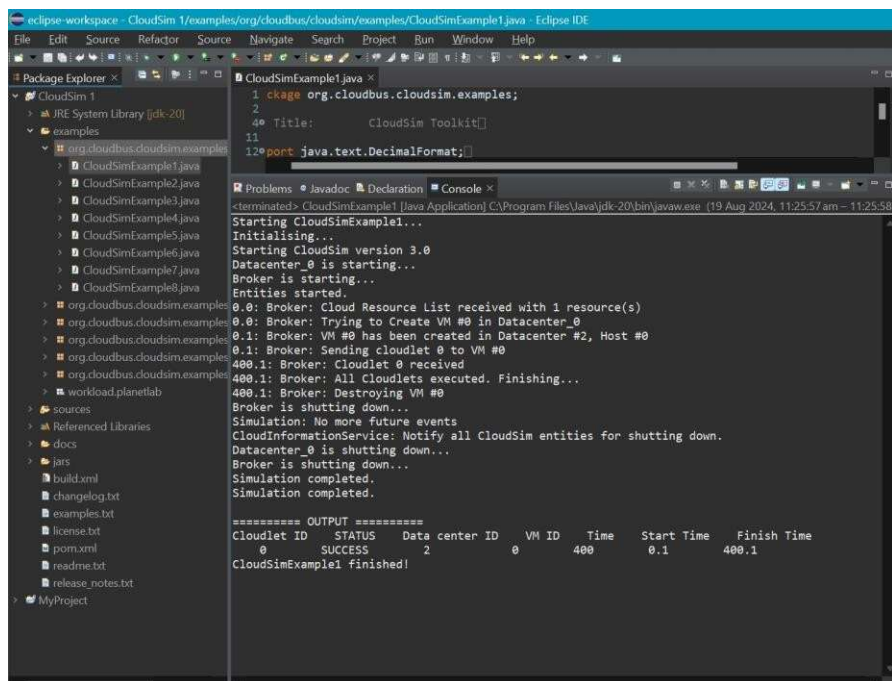 eclipse-workspace - CloudSim 1/examples/org/cloudbus/cloudsim/examples/CloudSimExample1.java - Eclipse IDE
File Edit Source Refactor Source Navigate Search Project Run Window Help
Package Explorer ×
CloudSim 1
JRE System Library [jdk-20]
examples
org.cloudbus.cloudsim.examples
CloudSimExample1.java
CloudSimExample2.java
CloudSimExample3.java
CloudSimExample4.java
CloudSimExample5.java
CloudSimExample6.java
CloudSimExample7.java
CloudSimExample8.java
org.cloudbus.cloudsim.examples
org.cloudbus.cloudsim.examples
org.cloudbus.cloudsim.examples
org.cloudbus.cloudsim.examples
org.cloudbus.cloudsim.examples
workload.planetlab
sources
Referenced Libraries
docs
jars
build.xml
changelog.txt
examples.txt
license.txt
pom.xml
readme.txt
release_notes.txt
MyProject
CloudSimExample1.java ×
1 ckage org.cloudbus.cloudsim.examples;
2
4 Title: CloudSim Toolkit
11
12 port java.text.DecimalFormat;
Problems Javadoc Declaration Console ×
<terminated> CloudSimExample1 [Java Application] C:\Program Files\Java\jdk-20\bin\javaw.exe (19 Aug 2024, 11:25:57 am – 11:25:58
Starting CloudSimExample1...
Initialising...
Starting CloudSim version 3.0
Datacenter_0 is starting...
Broker is starting...
Entities started.
0.0: Broker: Cloud Resource List received with 1 resource(s)
0.0: Broker: Trying to Create VM #0 in Datacenter_0
0.1: Broker: VM #0 has been created in Datacenter #2, Host #0
0.1: Broker: Sending cloudlet 0 to VM #0
400.1: Broker: Cloudlet 0 received
400.1: Broker: All Cloudlets executed. Finishing...
400.1: Broker: Destroying VM #0
Broker is shutting down...
Simulation: No more future events
CloudInformationService: Notify all CloudSim entities for shutting down.
Datacenter_0 is shutting down...
Broker is shutting down...
Simulation completed.
Simulation completed.
========== OUTPUT ==========
Cloudlet ID STATUS Data center ID VM ID Time Start Time Finish Time
0 SUCCESS 2 0 400 0.1 400.1
CloudSimExample1 finished!